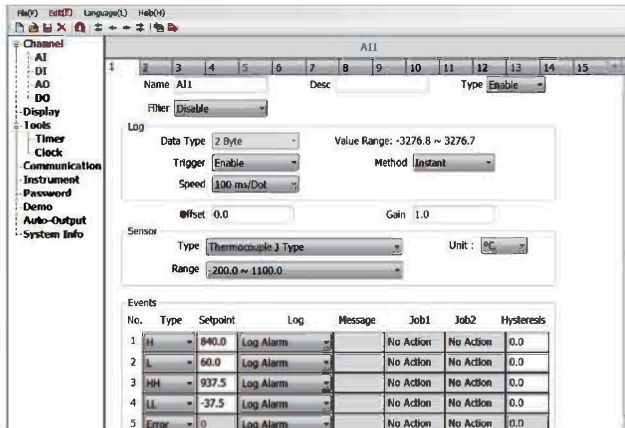 File(F) Edit(E) Language(L) Help(H)
Channel
AI
DI
AO
DO
Display
Tools
Timer
Clock
Communication
Instrument
Password
Demo
Auto-Output
System Info
AI1
1 2 3 4 5 6 7 8 9 10 11 12 13 14 15
Name AI1 Desc Type Enable
Filter Disable
Log
Data Type 2 Byte Value Range: -3276.8 ~ 3276.7
Trigger Enable Method Instant
Speed 100 ms/Dot
Offset 0.0 Gain 1.0
Sensor
Type Thermocouple J Type Unit : ºC
Range -200.0 ~ 1100.0
Events
No. Type Setpoint Log Message Job1 Job2 Hysteresis
1 H 840.0 Log Alarm No Action No Action 0.0
2 L 60.0 Log Alarm No Action No Action 0.0
3 HH 937.5 Log Alarm No Action No Action 0.0
4 LL -37.5 Log Alarm No Action No Action 0.0
5 Error 0 Log Alarm No Action No Action 0.0